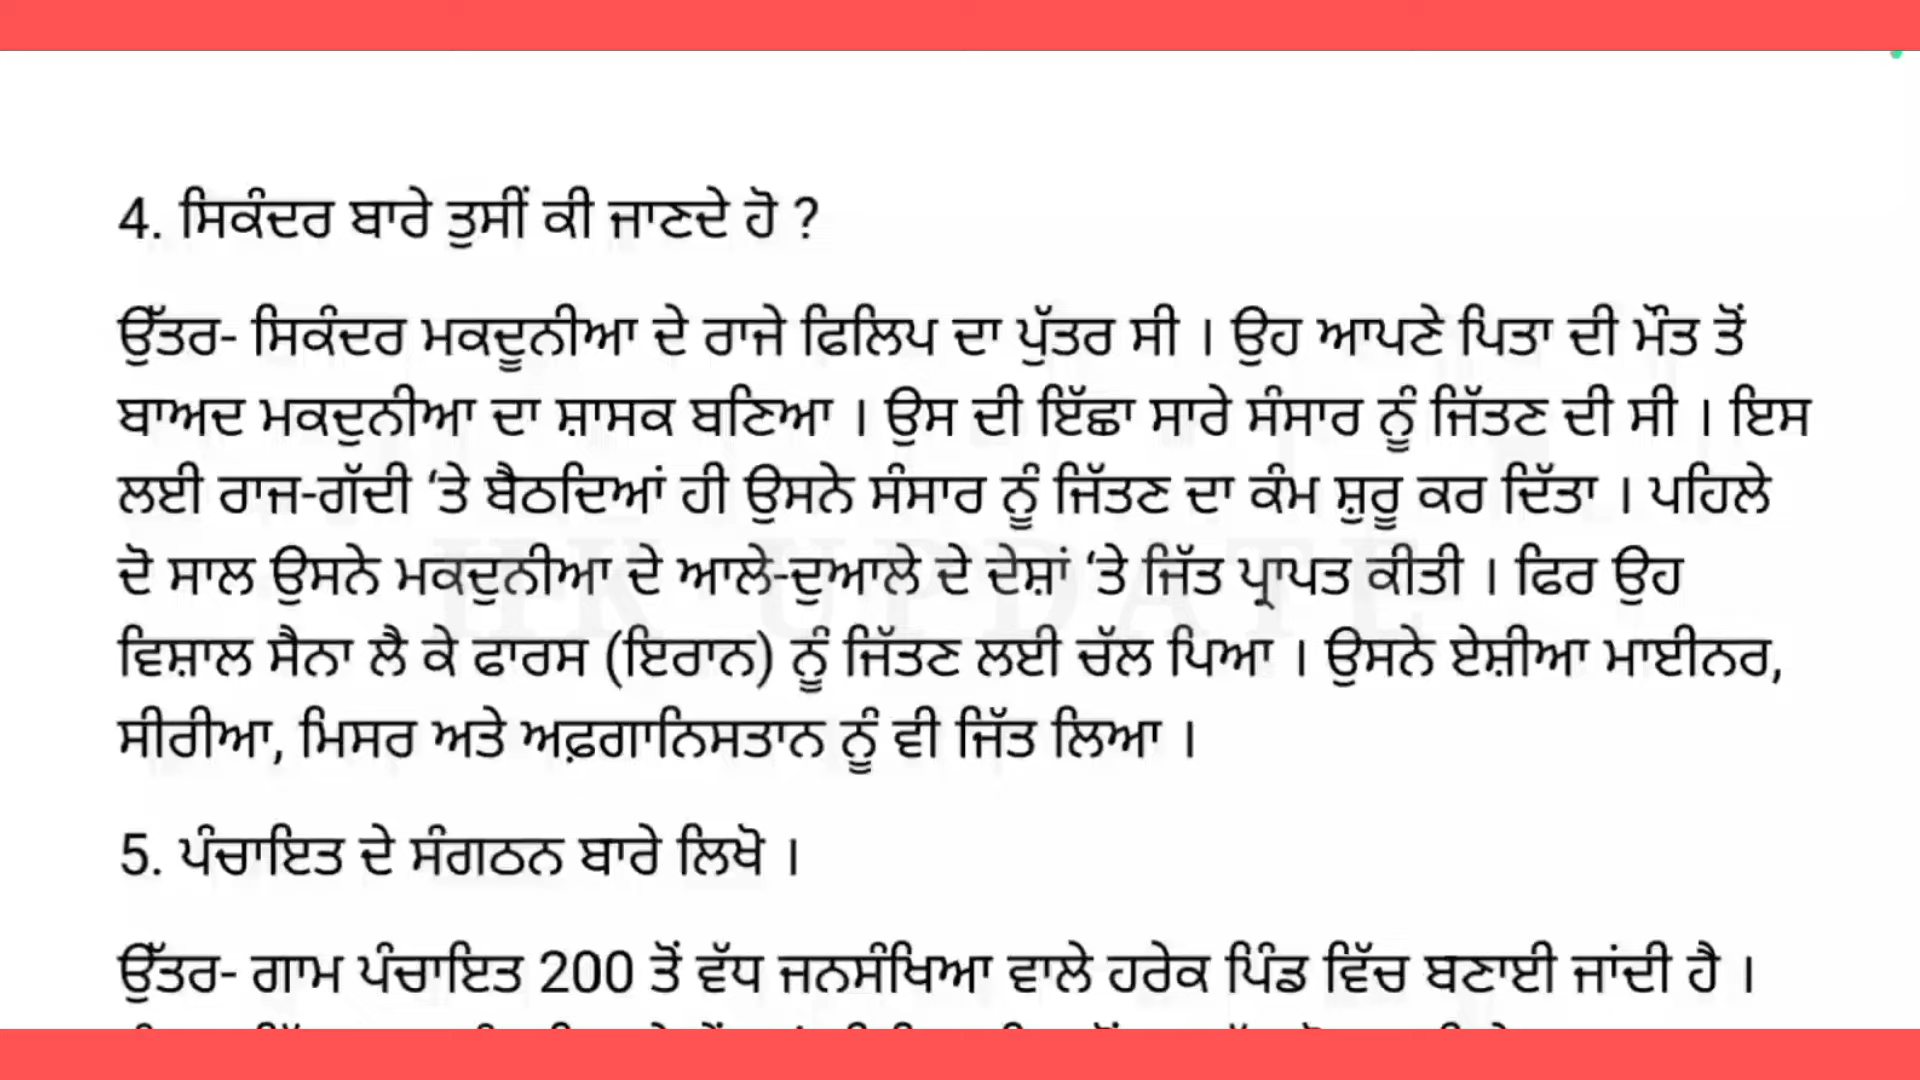 4. ਸਿਕੰਦਰ ਬਾਰੇ ਤੁਸੀਂ ਕੀ ਜਾਣਦੇ ਹੋ ?
ਉੱਤਰ- ਸਿਕੰਦਰ ਮਕਦੂਨੀਆ ਦੇ ਰਾਜੇ ਫਿਲਿਪ ਦਾ ਪੁੱਤਰ ਸੀ । ਉਹ ਆਪਣੇ ਪਿਤਾ ਦੀ ਮੌਤ ਤੋਂ
ਬਾਅਦ ਮਕਦੁਨੀਆ ਦਾ ਸ਼ਾਸਕ ਬਣਿਆ । ਉਸ ਦੀ ਇੱਛਾ ਸਾਰੇ ਸੰਸਾਰ ਨੂੰ ਜਿੱਤਣ ਦੀ ਸੀ । ਇਸ
ਲਈ ਰਾਜ-ਗੱਦੀ ‘ਤੇ ਬੈਠਦਿਆਂ ਹੀ ਉਸਨੇ ਸੰਸਾਰ ਨੂੰ ਜਿੱਤਣ ਦਾ ਕੰਮ ਸ਼ੁਰੂ ਕਰ ਦਿੱਤਾ । ਪਹਿਲੇ
ਦੋ ਸਾਲ ਉਸਨੇ ਮਕਦੁਨੀਆ ਦੇ ਆਲੇ-ਦੁਆਲੇ ਦੇ ਦੇਸ਼ਾਂ ‘ਤੇ ਜਿੱਤ ਪ੍ਰਾਪਤ ਕੀਤੀ । ਫਿਰ ਉਹ
HK UPDATE
ਵਿਸ਼ਾਲ ਸੈਨਾ ਲੈ ਕੇ ਫਾਰਸ (ਇਰਾਨ) ਨੂੰ ਜਿੱਤਣ ਲਈ ਚੱਲ ਪਿਆ । ਉਸਨੇ ਏਸ਼ੀਆ ਮਾਈਨਰ,
ਸੀਰੀਆ, ਮਿਸਰ ਅਤੇ ਅਫ਼ਗਾਨਿਸਤਾਨ ਨੂੰ ਵੀ ਜਿੱਤ ਲਿਆ ।
5. ਪੰਚਾਇਤ ਦੇ ਸੰਗਠਨ ਬਾਰੇ ਲਿਖੋ ।
ਉੱਤਰ- ਗਾਮ ਪੰਚਾਇਤ 200 ਤੋਂ ਵੱਧ ਜਨਸੰਖਿਆ ਵਾਲੇ ਹਰੇਕ ਪਿੰਡ ਵਿੱਚ ਬਣਾਈ ਜਾਂਦੀ ਹੈ ।